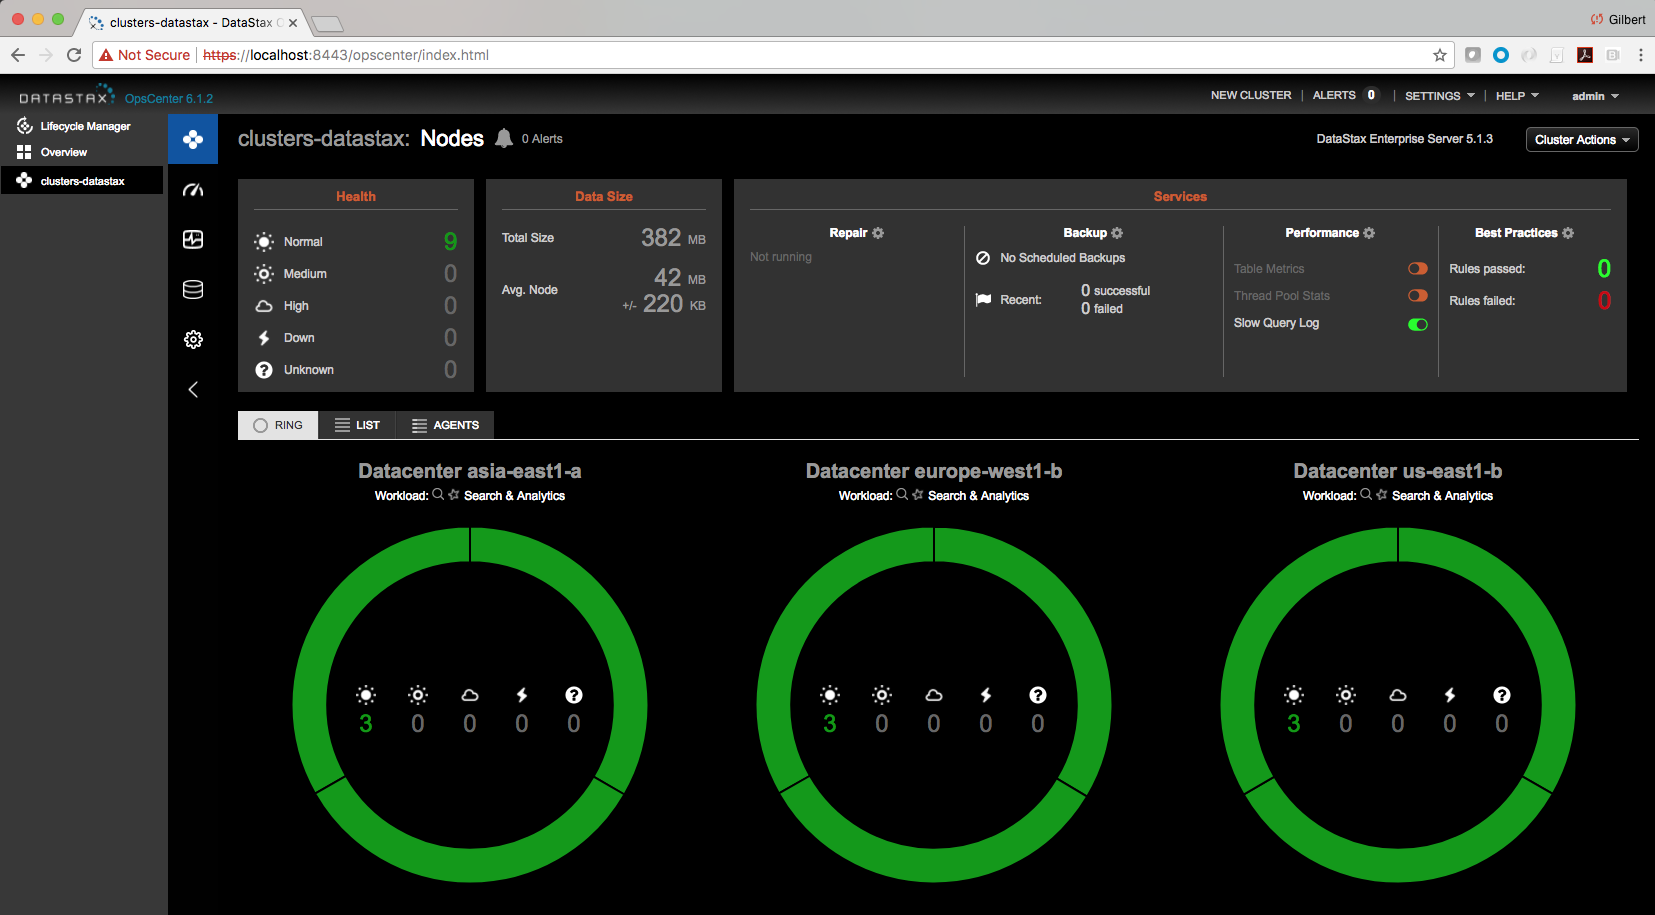 clusters-datastax - DataStax O
Gilbert
Not Secure https://localhost:8443/opscenter/index.html
DATASTAX OpsCenter 6.1.2
NEW CLUSTER | ALERTS 0 | SETTINGS | HELP admin
Lifecycle Manager
Overview
clusters-datastax
clusters-datastax: Nodes 0 Alerts
DataStax Enterprise Server 5.1.3
Cluster Actions
Health
Normal 9
Medium 0
High 0
Down 0
Unknown 0
Data Size
Total Size 382 MB
Avg. Node 42 MB
+/- 220 KB
Services
Repair
Not running
Backup
No Scheduled Backups
Recent: 0 successful
0 failed
Performance
Table Metrics
Thread Pool Stats
Slow Query Log
Best Practices
Rules passed: 0
Rules failed: 0
RING LIST AGENTS
Datacenter asia-east1-a
Workload: Search & Analytics
3 0 0 0 0
Datacenter europe-west1-b
Workload: Search & Analytics
3 0 0 0 0
Datacenter us-east1-b
Workload: Search & Analytics
3 0 0 0 0